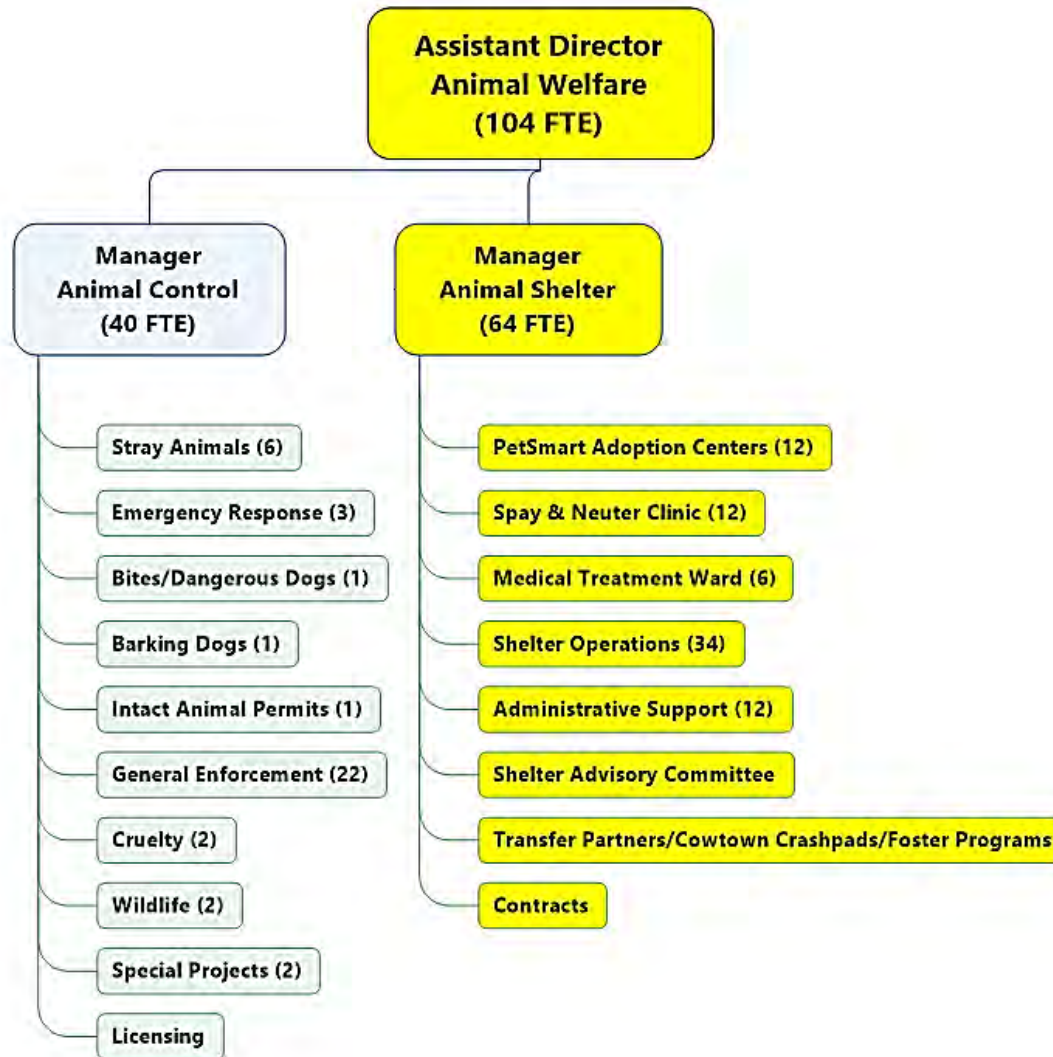 Assistant Director
Animal Welfare
(104 FTE)
Manager
Animal Control
(40 FTE)
Manager
Animal Shelter
(64 FTE)
Stray Animals (6)
Emergency Response (3)
Bites/Dangerous Dogs (1)
Barking Dogs (1)
Intact Animal Permits (1)
General Enforcement (22)
Cruelty (2)
Wildlife (2)
Special Projects (2)
Licensing
PetSmart Adoption Centers (12)
Spay & Neuter Clinic (12)
Medical Treatment Ward (6)
Shelter Operations (34)
Administrative Support (12)
Shelter Advisory Committee
Transfer Partners/Cowtown Crashpads/Foster Programs
Contracts